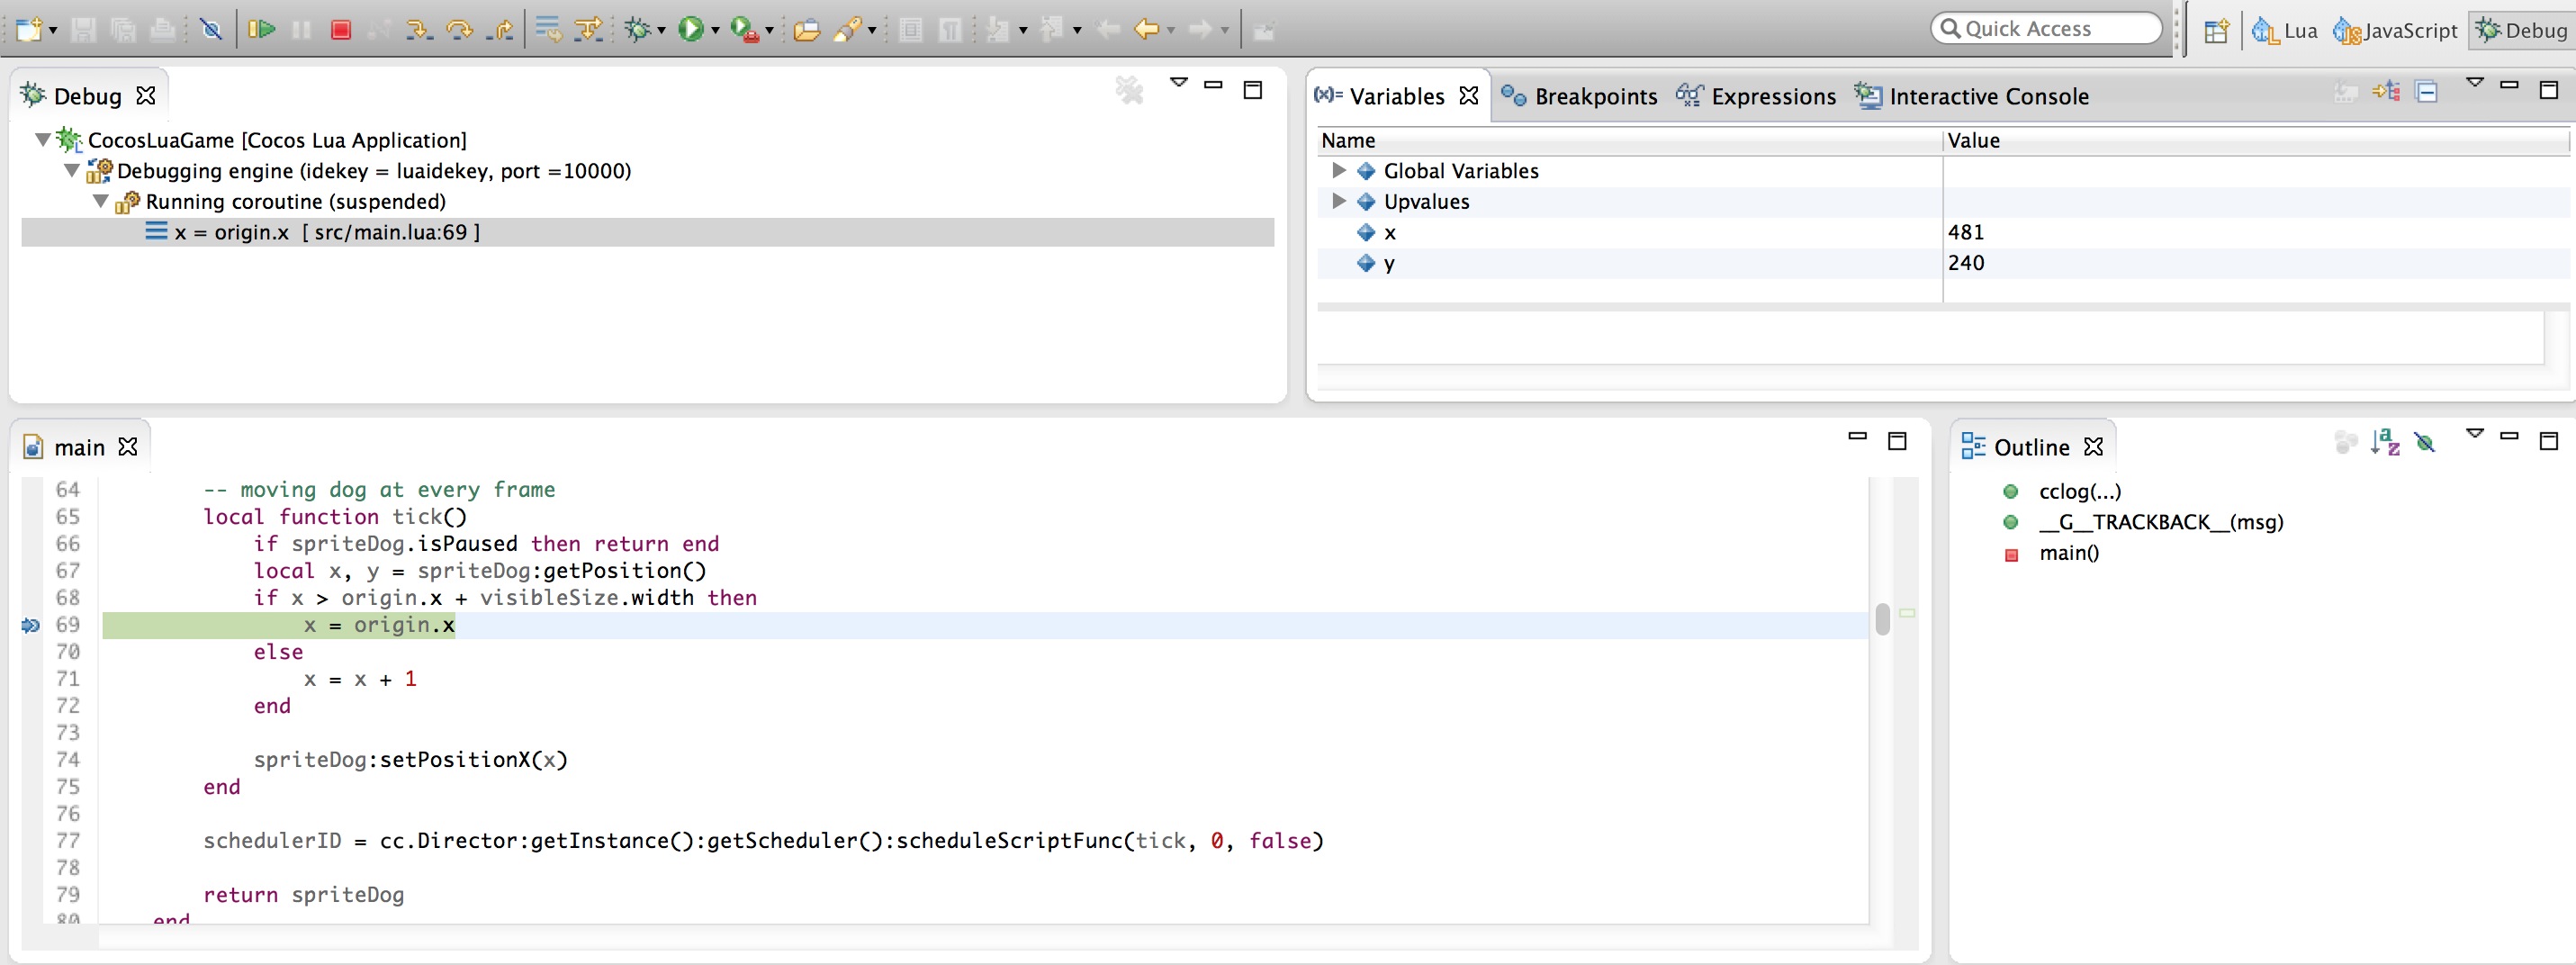 Quick Access
Lua
JavaScript
Debug
Debug
CocosLuaGame [Cocos Lua Application]
Debugging engine (idekey = luaidekey, port =10000)
Running coroutine (suspended)
x = origin.x [ src/main.lua:69 ]
(x)= Variables
Breakpoints
Expressions
Interactive Console
Name Value
Global Variables
Upvalues
x 481
y 240
main
64 -- moving dog at every frame
65 local function tick()
66 if spriteDog.isPaused then return end
67 local x, y = spriteDog:getPosition()
68 if x > origin.x + visibleSize.width then
69 x = origin.x
70 else
71 x = x + 1
72 end
73
74 spriteDog:setPositionX(x)
75 end
76
77 schedulerID = cc.Director:getInstance():getScheduler():scheduleScriptFunc(tick, 0, false)
78
79 return spriteDog
80 end
Outline
cclog(...)
__G__TRACKBACK__(msg)
main()